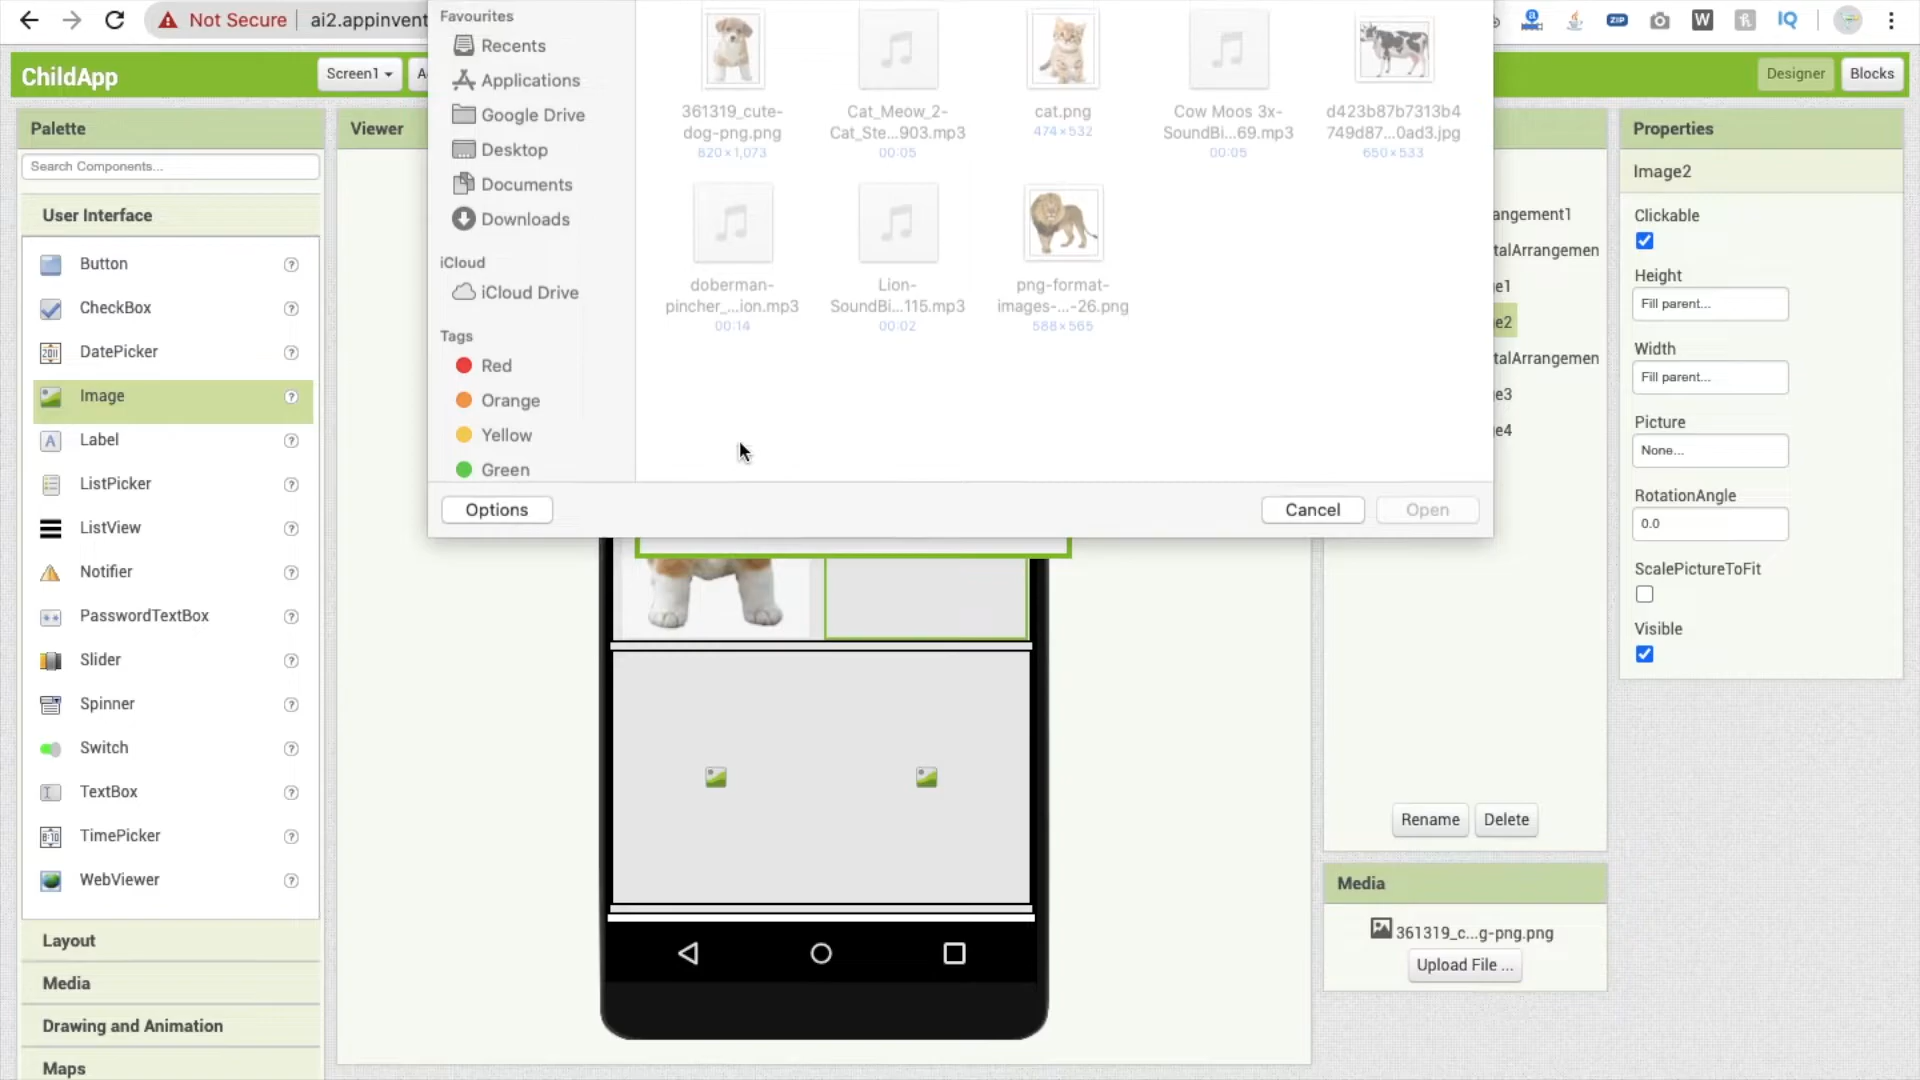 Not Secure
ai2.appinvent
ZIP
W
IQ
ChildApp
Screen1
Designer
Blocks
Palette
Search Components...
User Interface
Button
CheckBox
DatePicker
Image
Label
ListPicker
ListView
Notifier
PasswordTextBox
Slider
Spinner
Switch
TextBox
TimePicker
WebViewer
Layout
Media
Drawing and Animation
Maps
Viewer
Favourites
Recents
Applications
Google Drive
Desktop
Documents
Downloads
iCloud
iCloud Drive
Tags
Red
Orange
Yellow
Green
361319_cute-
dog-png.png
820×1,073
Cat_Meow_2-
Cat_Ste...903.mp3
00:05
cat.png
474×532
Cow Moos 3x-
SoundBi...69.mp3
00:05
d423b87b7313b4
749d87...0ad3.jpg
650×533
doberman-
pincher_...ion.mp3
00:14
Lion-
SoundBi...115.mp3
00:02
png-format-
images-...-26.png
588×565
Options
Cancel
Open
angement1
talArrangemen
e1
e2
talArrangemen
e3
e4
Rename
Delete
Media
361319_c...g-png.png
Upload File ...
Properties
Image2
Clickable
Height
Fill parent...
Width
Fill parent...
Picture
None...
RotationAngle
0.0
ScalePictureToFit
Visible